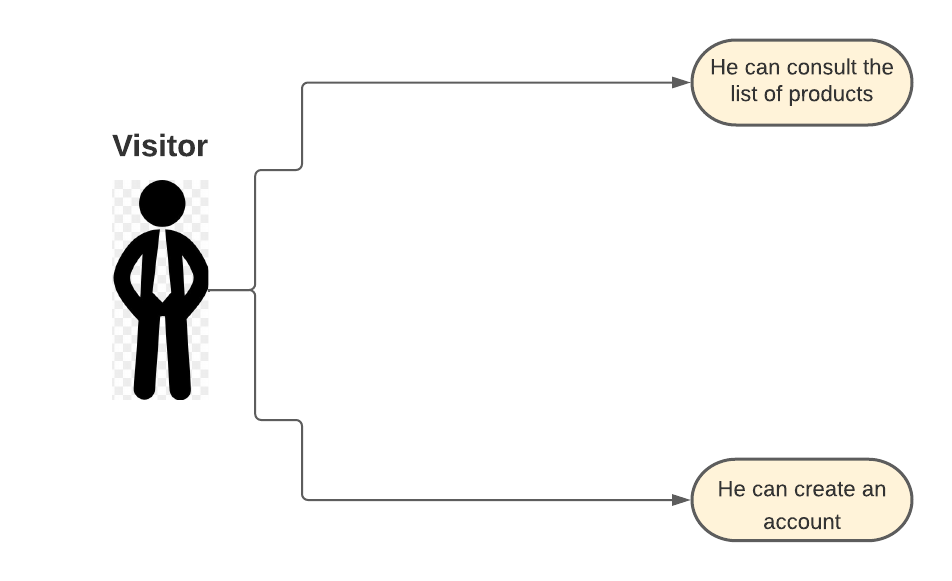 He can consult the
list of products
Visitor
He can create an
account